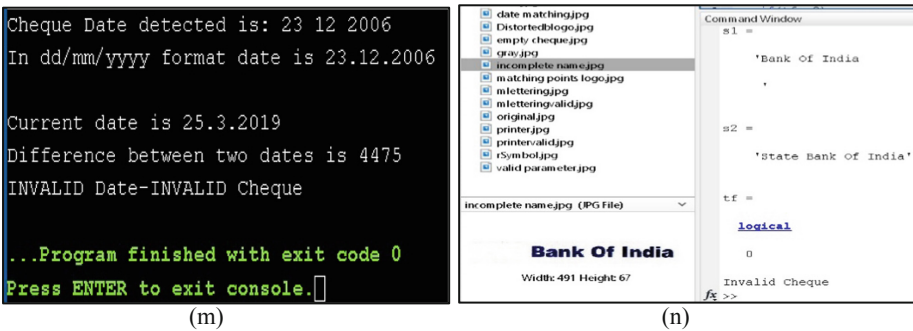 Cheque Date detected is: 23 12 2006
In dd/mm/yyyy format date is 23.12.2006
Current date is 25.3.2019
Difference between two dates is 4475
INVALID Date-INVALID Cheque
...Program finished with exit code 0
Press ENTER to exit console.
(m)
date matching.jpg
Distortedblogo.jpg
empty cheque.jpg
gray.jpg
incomplete name.jpg
matching points logo.jpg
mlettering.jpg
mletteringvalid.jpg
original.jpg
printer.jpg
printervalid.jpg
rSymbol.jpg
valid parameter.jpg
incomplete name.jpg (JPG File)
Bank Of India
Width: 491 Height: 67
Command Window
s1 =
'Bank Of India
'
s2 =
'State Bank Of India'
tf =
logical
0
Invalid Cheque
fx >>
(n)